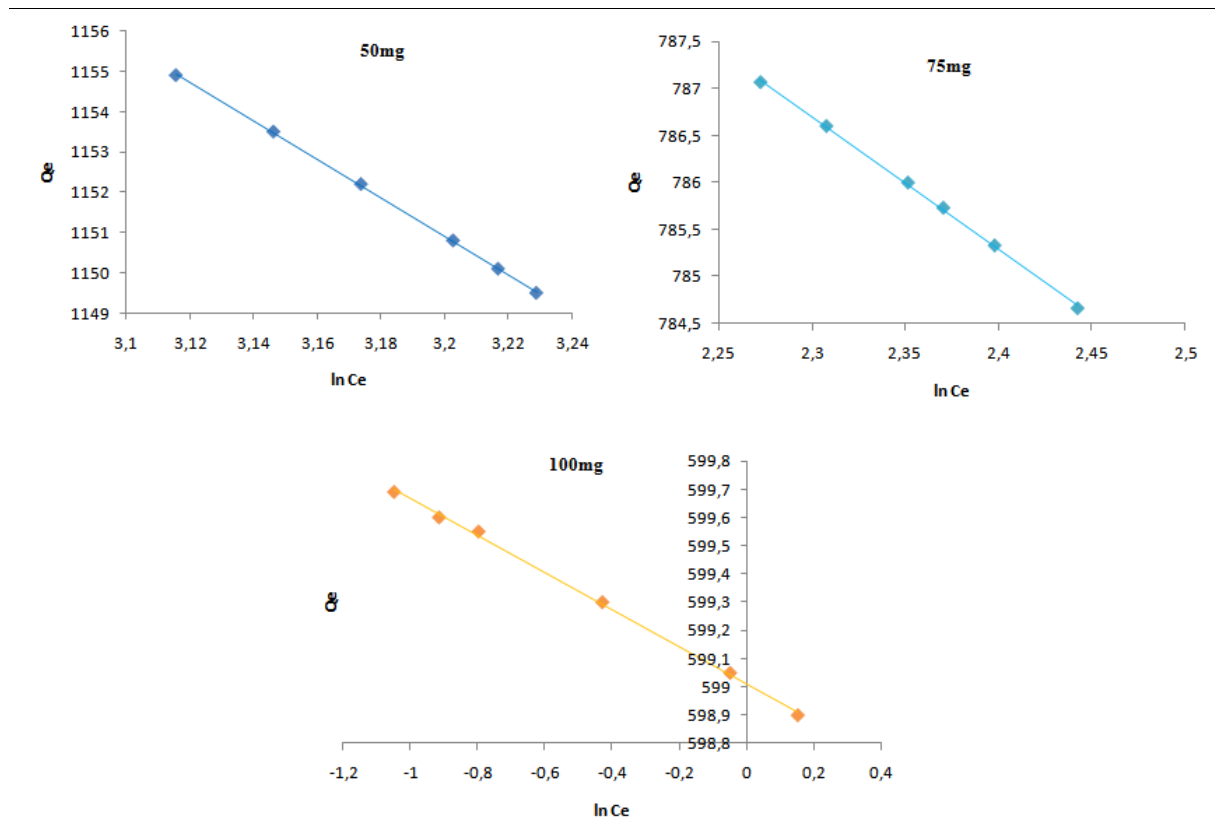 50mg
1156
1155
1154
1153
1152
1151
1150
1149
Qe
3,1 3,12 3,14 3,16 3,18 3,2 3,22 3,24
ln Ce
75mg
787,5
787
786,5
786
785,5
785
784,5
Qe
2,25 2,3 2,35 2,4 2,45 2,5
ln Ce
100mg
599,8
599,7
599,6
599,5
599,4
599,3
599,2
599,1
599
598,9
598,8
Qe
-1,2 -1 -0,8 -0,6 -0,4 -0,2 0 0,2 0,4
ln Ce